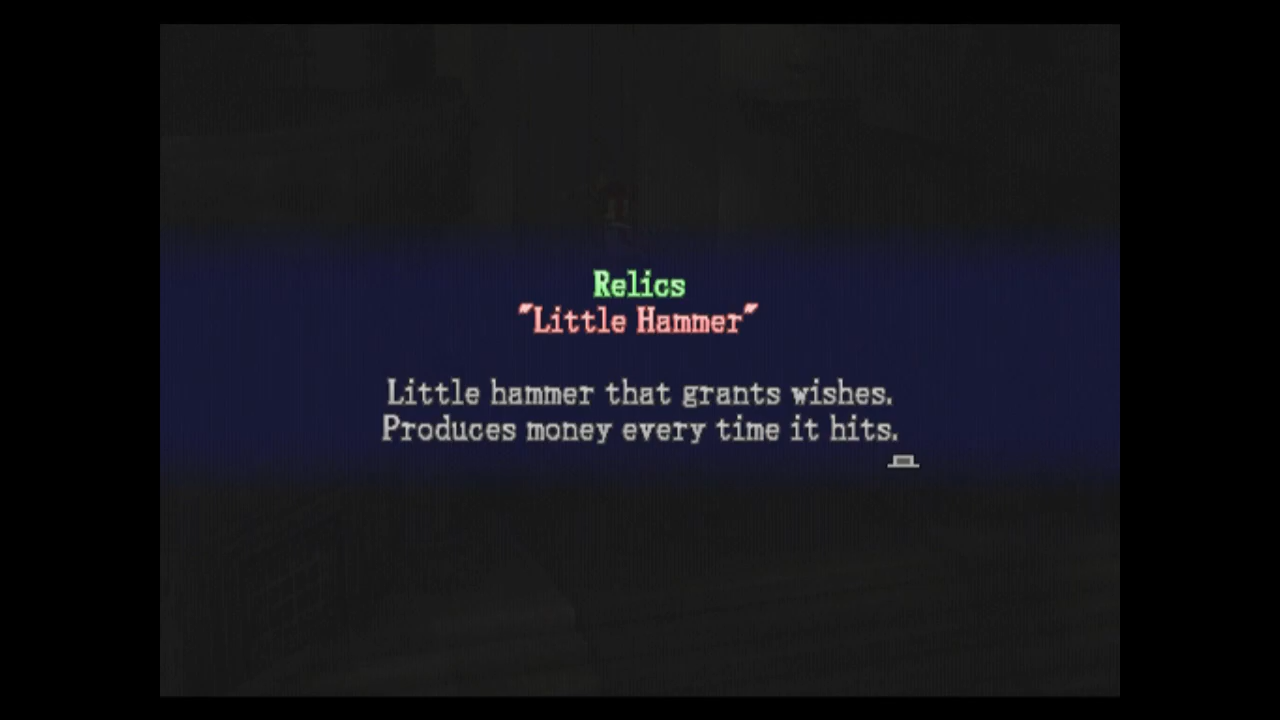 Relics
"Little Hammer"
Little hammer that grants wishes.
Produces money every time it hits.